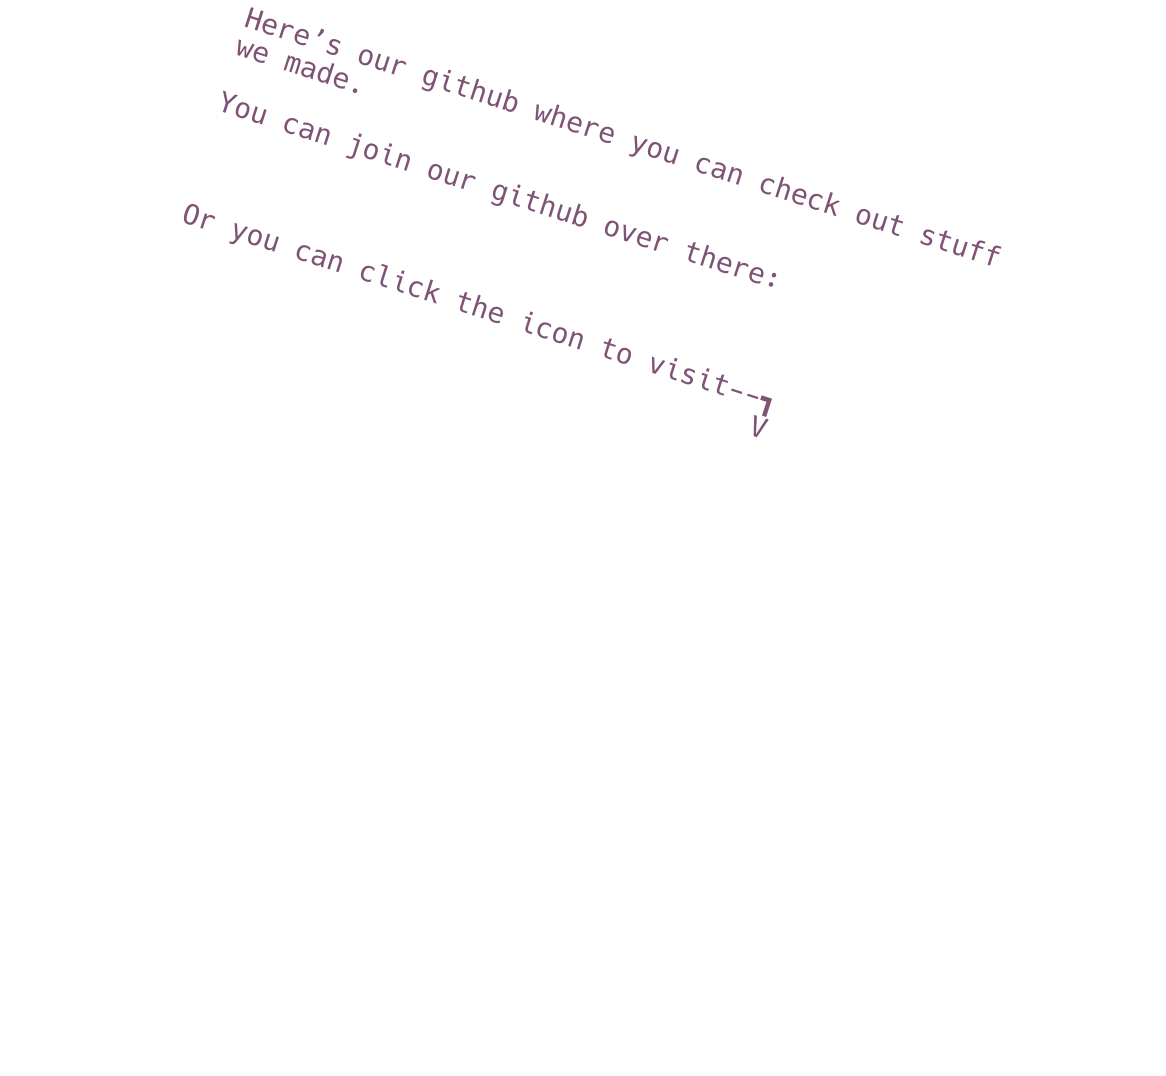 Here’s our github where you can check out stuff
we made.
You can join our github over there:
Or you can click the icon to visit--┓
V